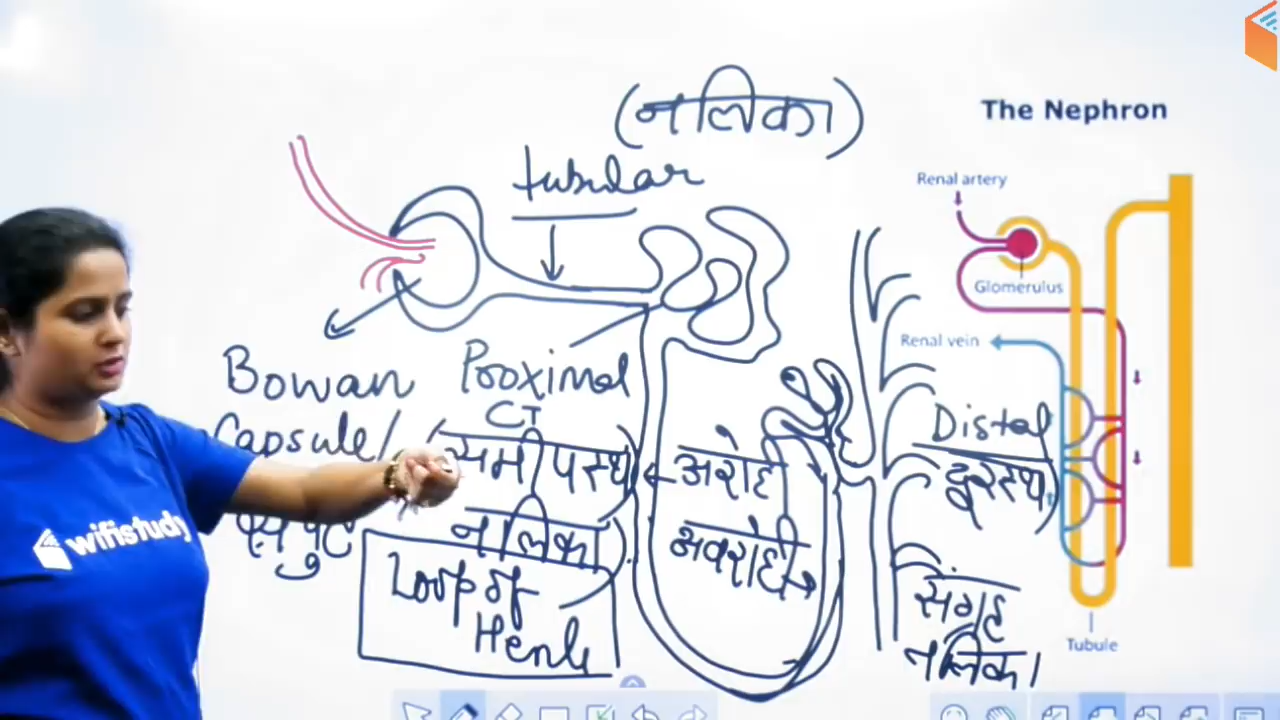 (नलिका)
tubular
The Nephron
Renal artery
Glomerulus
Renal vein
Tubule
Bowan
Capsule/
Proximal
CT
(समीपस्थ
नलिका)
Loop of
Henle
अरोही
अवरोही
Distal
दूरस्थ)
संग्रह
नलिका
wifistudy